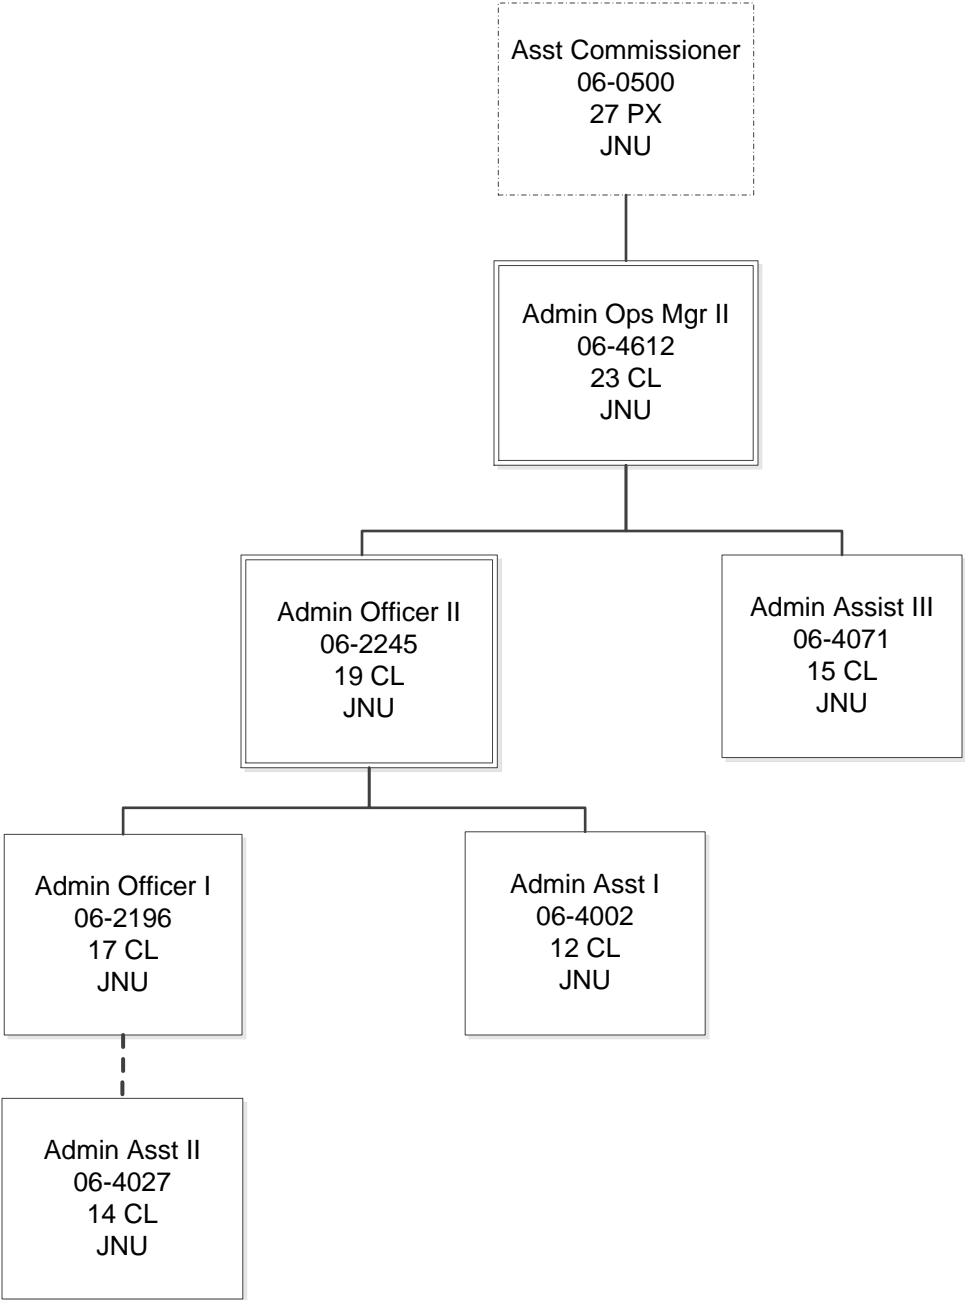 Asst Commissioner
06-0500
27 PX
JNU
Admin Ops Mgr II
06-4612
23 CL
JNU
Admin Officer II
06-2245
19 CL
JNU
Admin Assist III
06-4071
15 CL
JNU
Admin Officer I
06-2196
17 CL
JNU
Admin Asst I
06-4002
12 CL
JNU
Admin Asst II
06-4027
14 CL
JNU